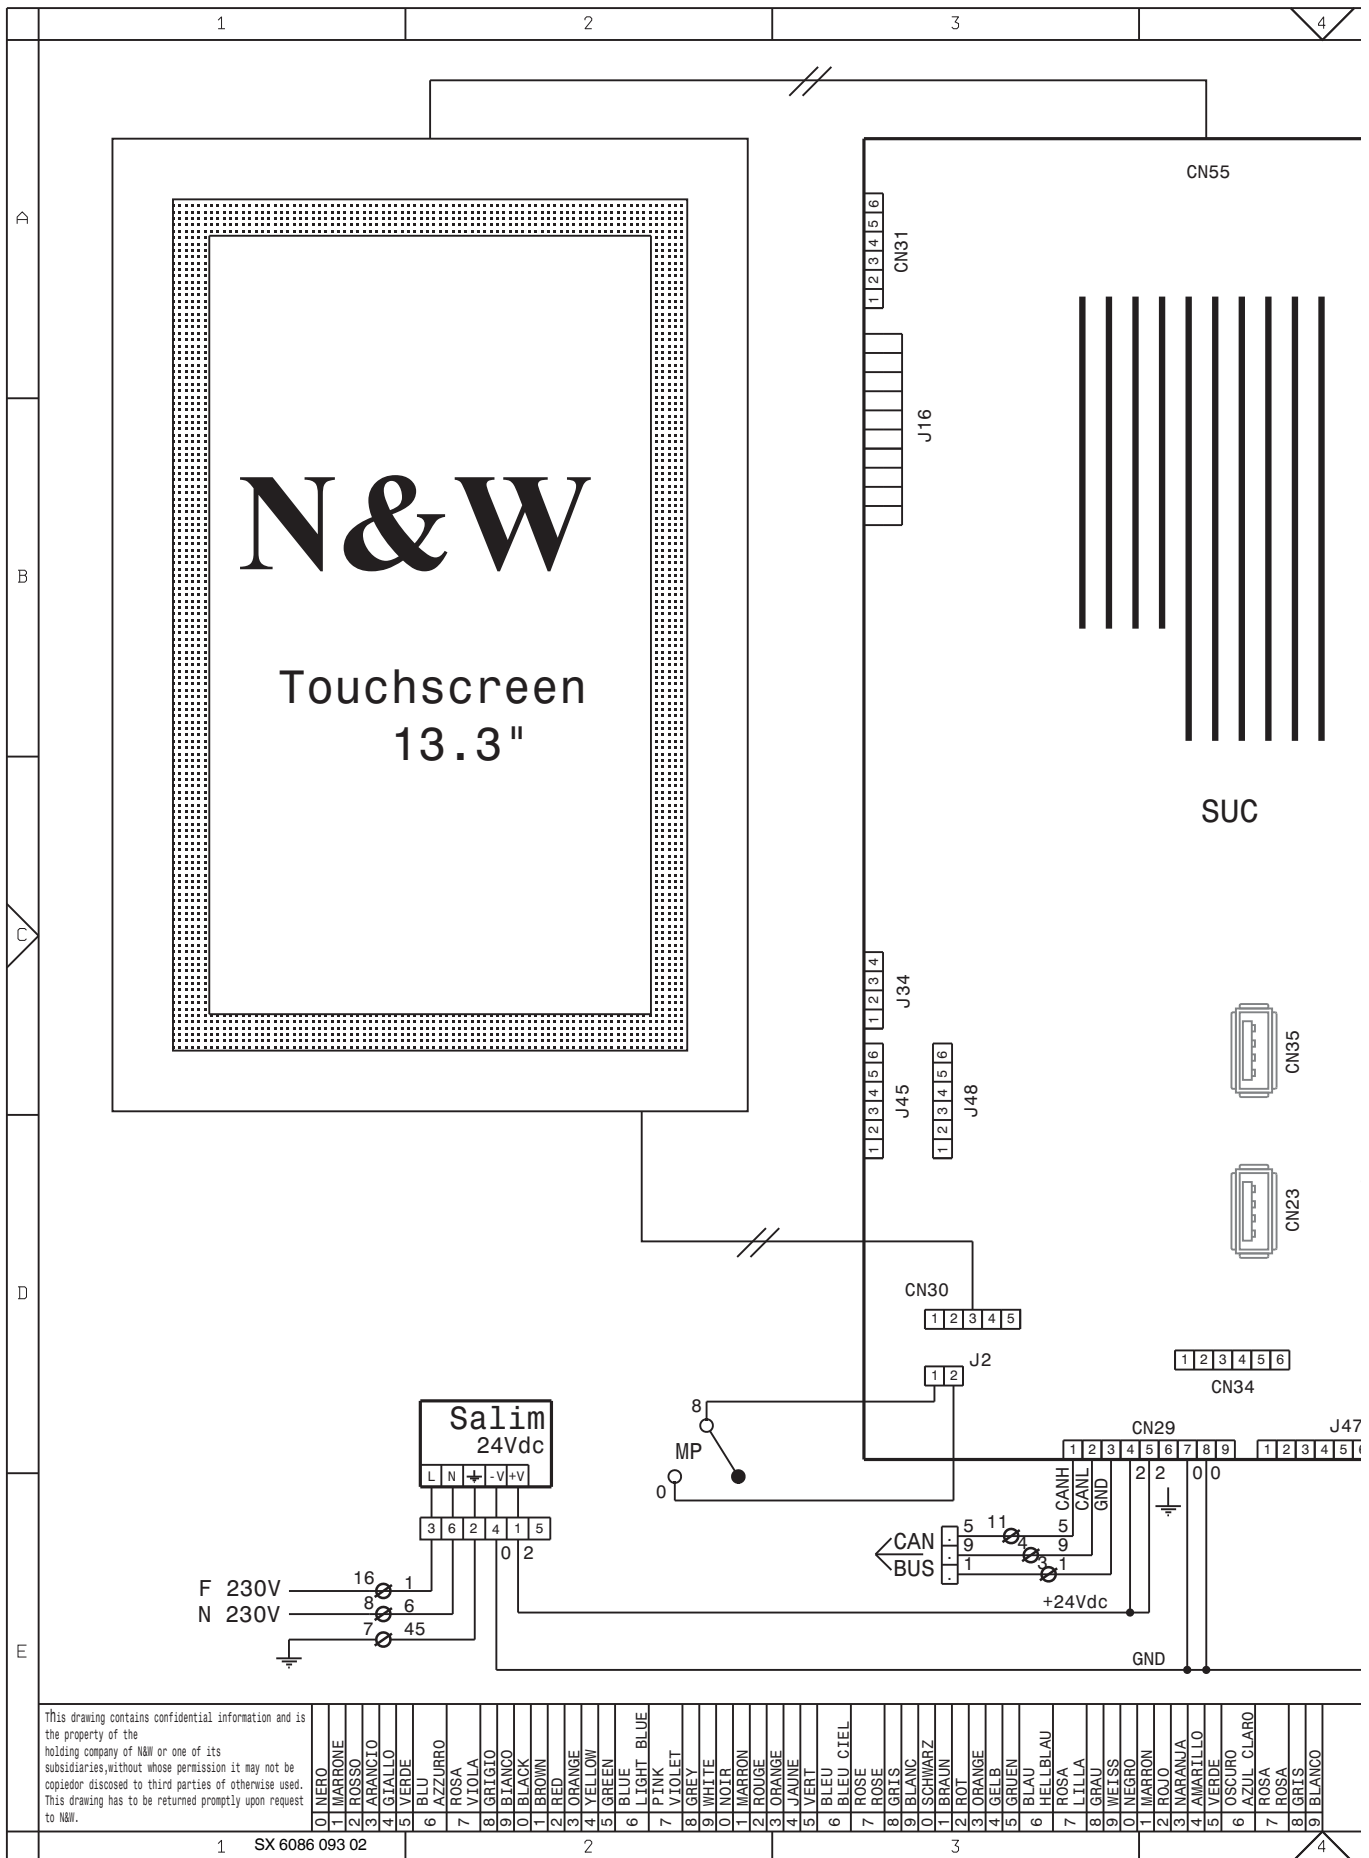 1 2 3 4
A
B
C
D
E
CN55
6 5 4 3 2 1
CN31
J16
N&W
Touchscreen
13.3"
SUC
4 3 2 1
J34
6 5 4 3 2 1
J45
6 5 4 3 2 1
J48
CN35
CN23
CN30
1 2 3 4 5
J2
1 2
1 2 3 4 5 6
CN34
CN29
1 2 3 4 5 6 7 8 9
J47
1 2 3 4 5 6
CANH
CANL
GND
2 2 0 0
Salim
24Vdc
L N -V +V
3 6 2 4 1 5
0 2
8
MP
0
CAN
BUS
5 11 5
9 4 9
1 3 1
+24Vdc
GND
F 230V 16 1
N 230V 8 6
7 45
This drawing contains confidential information and is
the property of the
holding company of N&W or one of its
subsidiaries,without whose permission it may not be
copiedor discosed to third parties of otherwise used.
This drawing has to be returned promptly upon request
to N&W.
0 NERO
1 MARRONE
2 ROSSO
3 ARANCIO
4 GIALLO
5 VERDE
6 BLU
AZZURRO
7 ROSA
VIOLA
8 GRIGIO
9 BIANCO
0 BLACK
1 BROWN
2 RED
3 ORANGE
4 YELLOW
5 GREEN
6 BLUE
LIGHT BLUE
7 PINK
VIOLET
8 GREY
9 WHITE
0 NOIR
1 MARRON
2 ROUGE
3 ORANGE
4 JAUNE
5 VERT
6 BLEU
BLEU CIEL
7 ROSE
ROSE
8 GRIS
9 BLANC
0 SCHWARZ
1 BRAUN
2 ROT
3 ORANGE
4 GELB
5 GRUEN
6 BLAU
HELLBLAU
7 ROSA
LILLA
8 GRAU
9 WEISS
0 NEGRO
1 MARRON
2 ROJO
3 NARANJA
4 AMARILLO
5 VERDE
6 OSCURO
AZUL CLARO
7 ROSA
ROSA
8 GRIS
9 BLANCO
1 SX 6086 093 02 2 3 4